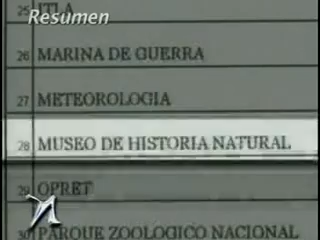 Resumen
25 ITLA
26 MARINA DE GUERRA
27 METEOROLOGIA
28 MUSEO DE HISTORIA NATURAL
29 OPRET
30 PARQUE ZOOLOGICO NACIONAL